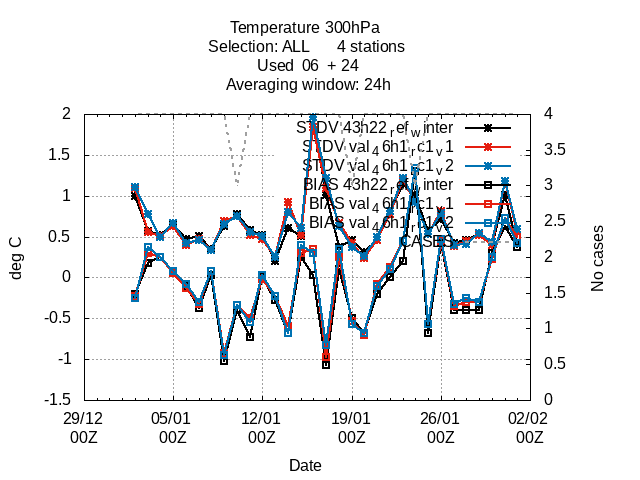 Temperature 300hPa
Selection: ALL      4 stations
Used  06  + 24
Averaging window: 24h
STDV 43h22_ref_winter
STDV val_46h1_rc1_v1
STDV val_46h1_rc1_v2
BIAS 43h22_ref_winter
BIAS val_46h1_rc1_v1
BIAS val_46h1_rc1_v2
CASES
deg C
2
1.5
1
0.5
0
-0.5
-1
-1.5
No cases
4
3.5
3
2.5
2
1.5
1
0.5
0
29/12 05/01 12/01 19/01 26/01 02/02
00Z 00Z 00Z 00Z 00Z 00Z
Date